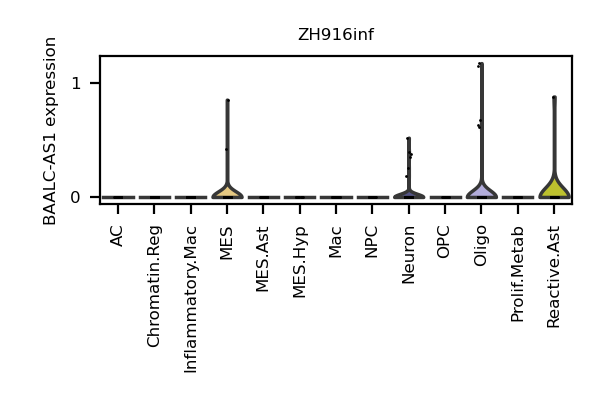 ZH916inf
BAALC-AS1 expression
1
0
AC
Chromatin.Reg
Inflammatory.Mac
MES
MES.Ast
MES.Hyp
Mac
NPC
Neuron
OPC
Oligo
Prolif.Metab
Reactive.Ast